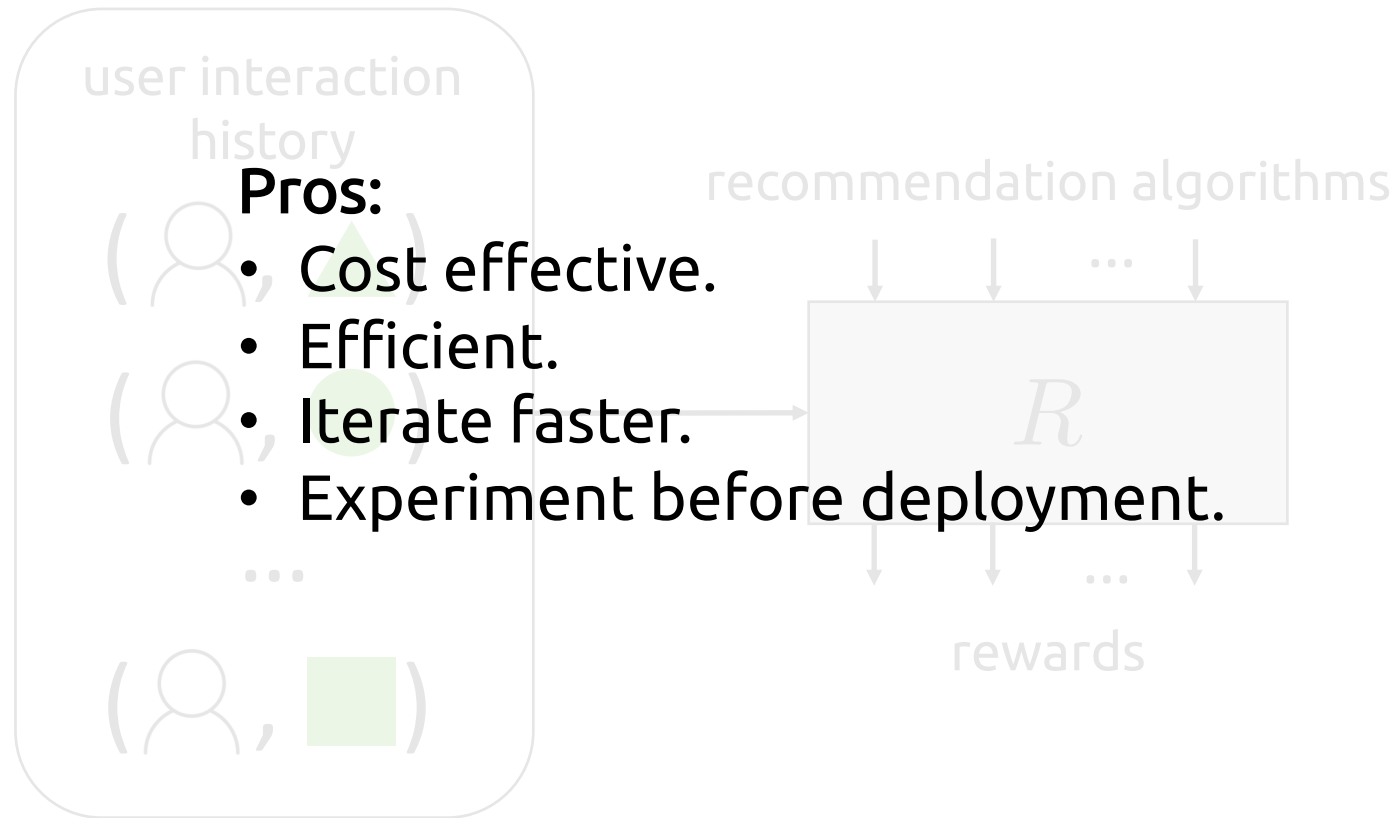 user interaction
history
Pros:
• Cost effective.
• Efficient.
• Iterate faster.
• Experiment before deployment.
( , )
( , )
...
( , )
recommendation algorithms
...
R
...
rewards